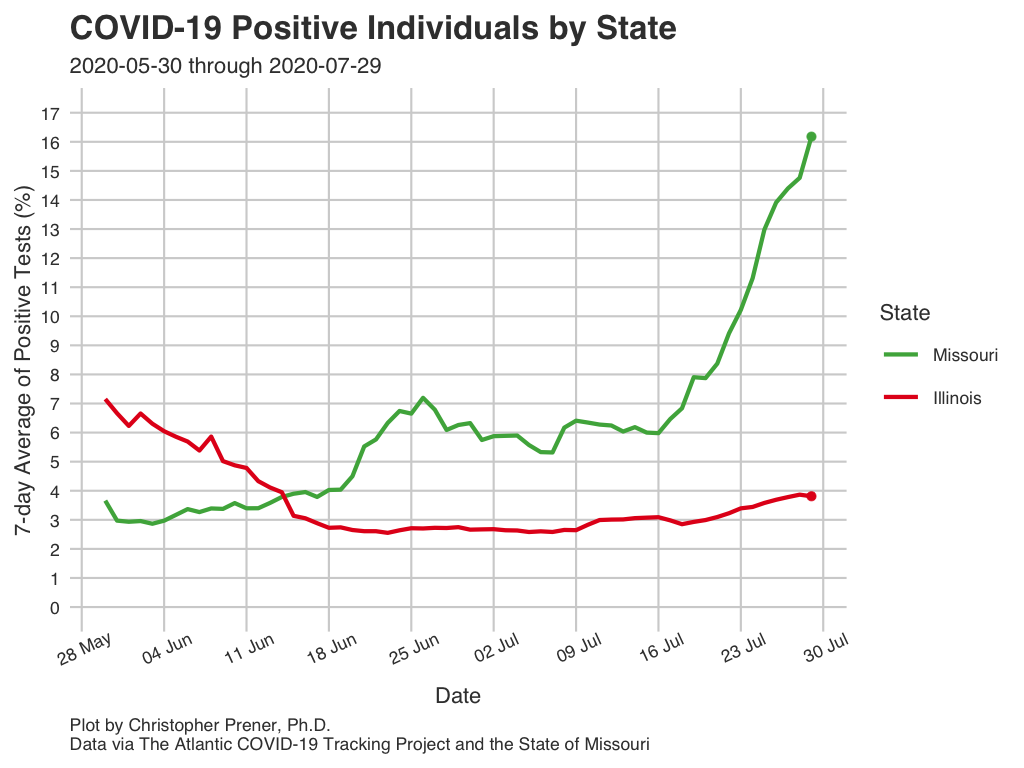 COVID-19 Positive Individuals by State
2020-05-30 through 2020-07-29
7-day Average of Positive Tests (%)
17
16
15
14
13
12
11
10
9
8
7
6
5
4
3
2
1
0
28 May
04 Jun
11 Jun
18 Jun
25 Jun
02 Jul
09 Jul
16 Jul
23 Jul
30 Jul
Date
State
Missouri
Illinois
Plot by Christopher Prener, Ph.D.
Data via The Atlantic COVID-19 Tracking Project and the State of Missouri